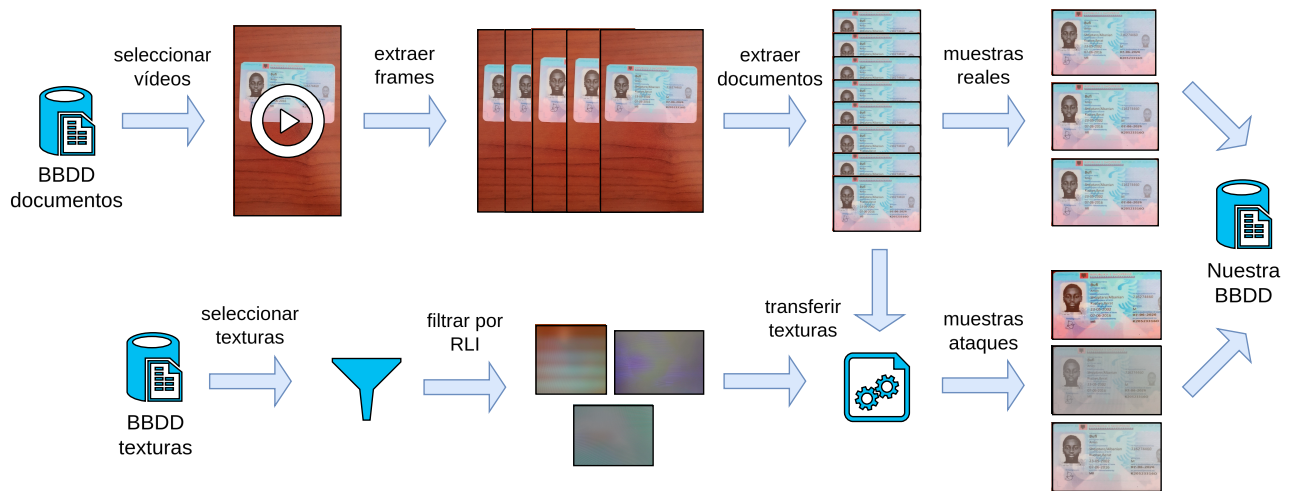 seleccionar
vídeos
extraer
frames
extraer
documentos
muestras
reales
BBDD
documentos
Nuestra
BBDD
seleccionar
texturas
filtrar por
RLI
transferir
texturas
muestras
ataques
BBDD
texturas